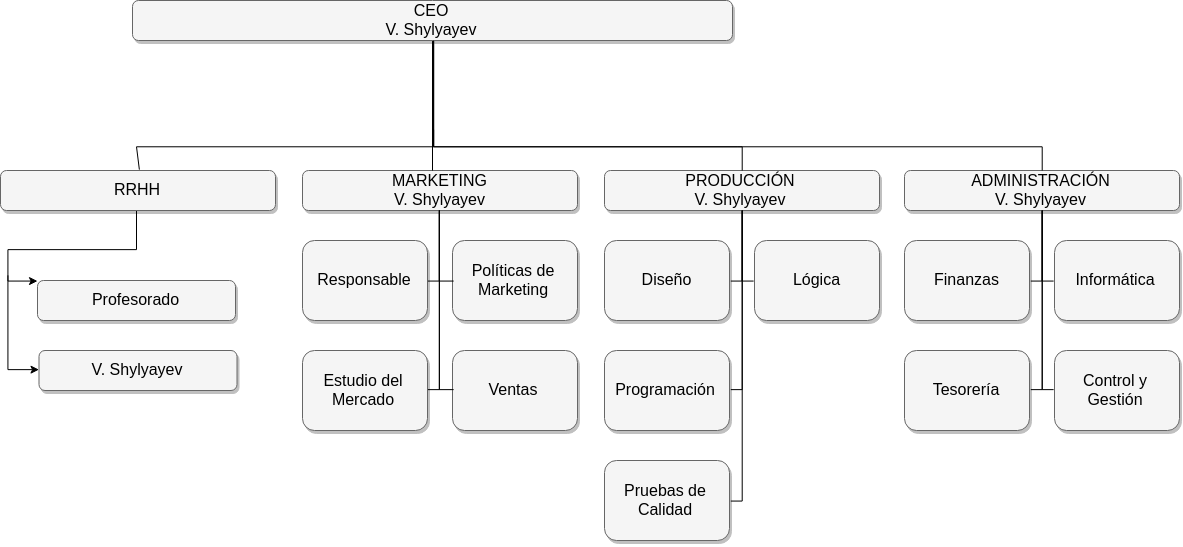 CEO
V. Shylyayev
RRHH
MARKETING
V. Shylyayev
PRODUCCIÓN
V. Shylyayev
ADMINISTRACIÓN
V. Shylyayev
Profesorado
V. Shylyayev
Responsable
Políticas de
Marketing
Estudio del
Mercado
Ventas
Diseño
Lógica
Programación
Pruebas de
Calidad
Finanzas
Informática
Tesorería
Control y
Gestión